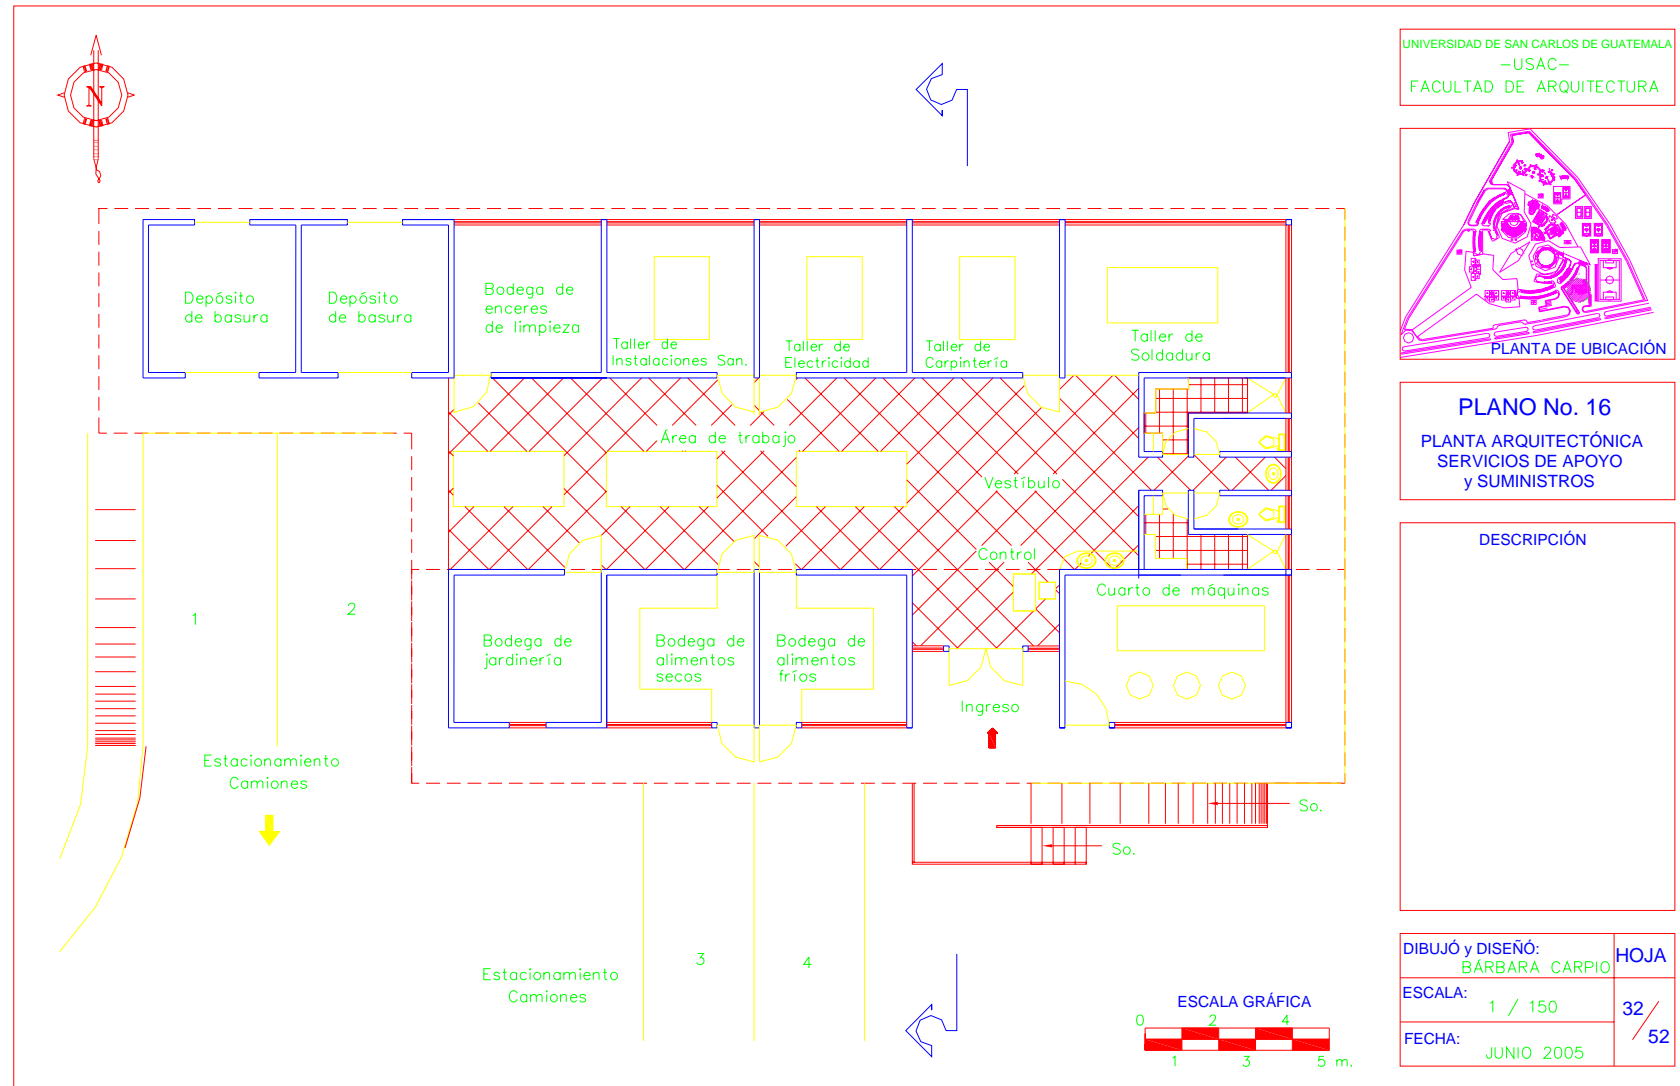 N
Depósito
de basura
Depósito
de basura
Bodega de
enceres
de limpieza
Taller de
Instalaciones San.
Taller de
Electricidad
Taller de
Carpintería
Taller de
Soldadura
Área de trabajo
Vestíbulo
Control
Cuarto de máquinas
Bodega de
jardinería
Bodega de
alimentos
secos
Bodega de
alimentos
fríos
Ingreso
1
2
Estacionamiento
Camiones
So.
So.
3
4
Estacionamiento
Camiones
ESCALA GRÁFICA
0 2 4
1 3 5 m.
UNIVERSIDAD DE SAN CARLOS DE GUATEMALA
-USAC-
FACULTAD DE ARQUITECTURA
PLANTA DE UBICACIÓN
PLANO No. 16
PLANTA ARQUITECTÓNICA
SERVICIOS DE APOYO
y SUMINISTROS
DESCRIPCIÓN
DIBUJÓ y DISEÑÓ:
BÁRBARA CARPIO
HOJA
ESCALA:
1 / 150
32/52
FECHA:
JUNIO 2005